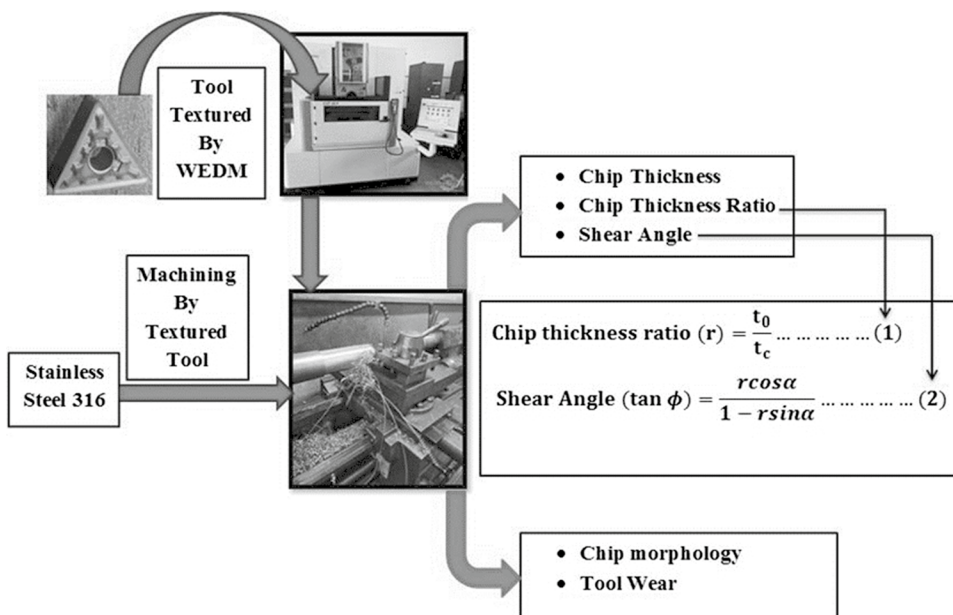 Tool
Textured
By
WEDM
• Chip Thickness
• Chip Thickness Ratio
• Shear Angle
Machining
By
Textured
Tool
Stainless
Steel 316
Chip thickness ratio (r) = t₀/t_c … … … … … (1)
Shear Angle (tan ϕ) = rcosα/1 − rsinα … … … … … (2)
• Chip morphology
• Tool Wear